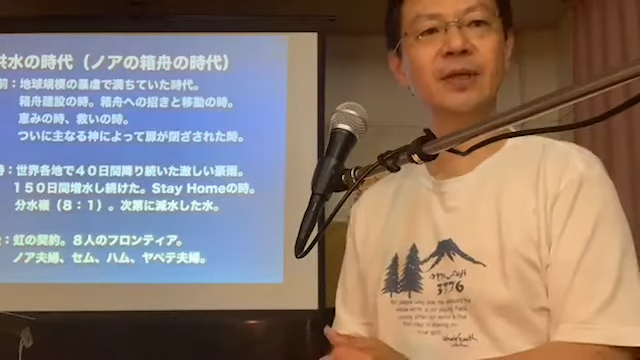 洪水の時代（ノアの箱舟の時代）
前：地球規模の暴虐で満ちていた時代。
箱舟建設の時。箱舟への招きと移動の時。
恵みの時、救いの時。
ついに主なる神によって扉が閉ざされた時。
時：世界各地で４０日間降り続いた激しい豪雨。
１５０日間増水し続けた。Stay Homeの時。
分水嶺（８：１）。次第に減水した水。
：虹の契約。８人のフロンティア。
ノア夫婦、セム、ハム、ヤペテ夫婦。
3776